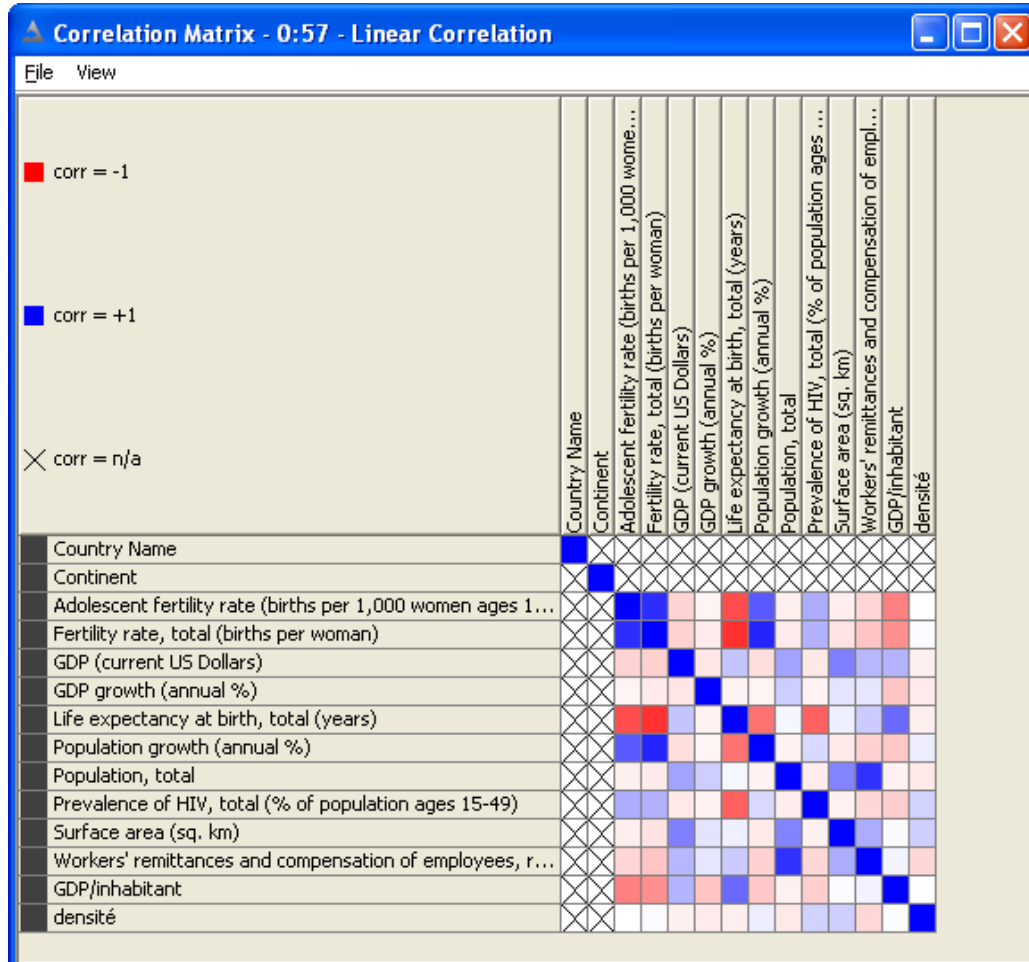 Correlation Matrix - 0:57 - Linear Correlation
File View
corr = -1
corr = +1
corr = n/a
Country Name
Continent
Adolescent fertility rate (births per 1,000 wome...
Fertility rate, total (births per woman)
GDP (current US Dollars)
GDP growth (annual %)
Life expectancy at birth, total (years)
Population growth (annual %)
Population, total
Prevalence of HIV, total (% of population ages ...
Surface area (sq. km)
Workers' remittances and compensation of empl...
GDP/inhabitant
densité
Country Name
Continent
Adolescent fertility rate (births per 1,000 women ages 1...
Fertility rate, total (births per woman)
GDP (current US Dollars)
GDP growth (annual %)
Life expectancy at birth, total (years)
Population growth (annual %)
Population, total
Prevalence of HIV, total (% of population ages 15-49)
Surface area (sq. km)
Workers' remittances and compensation of employees, r...
GDP/inhabitant
densité